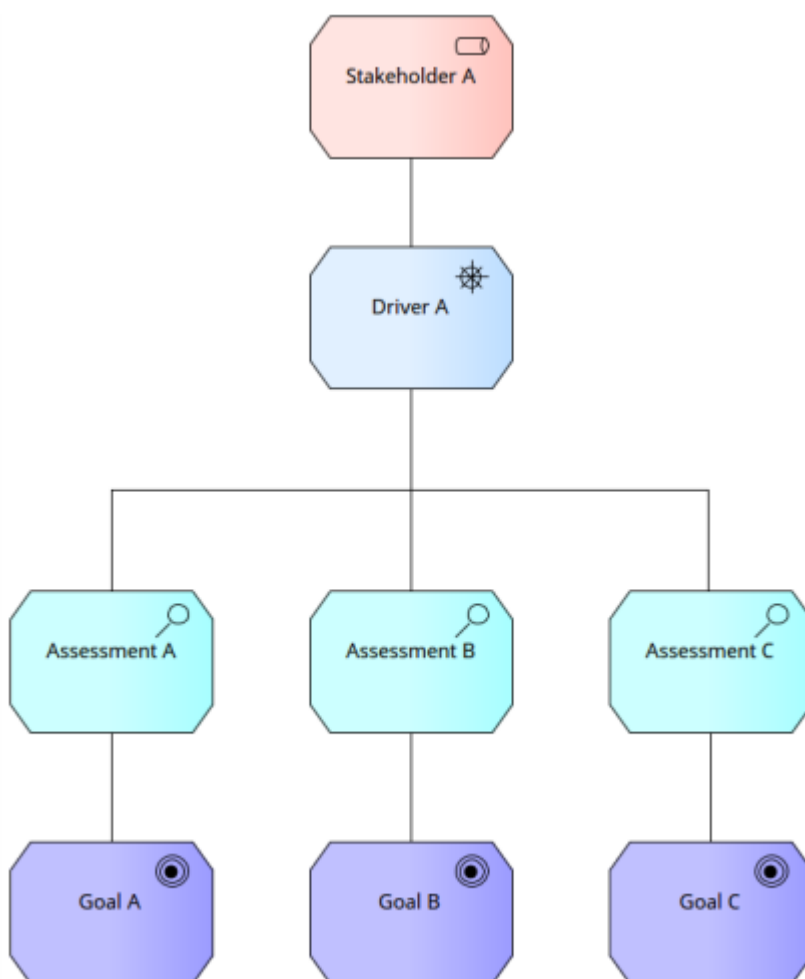 Stakeholder A
Driver A
Assessment A
Assessment B
Assessment C
Goal A
Goal B
Goal C